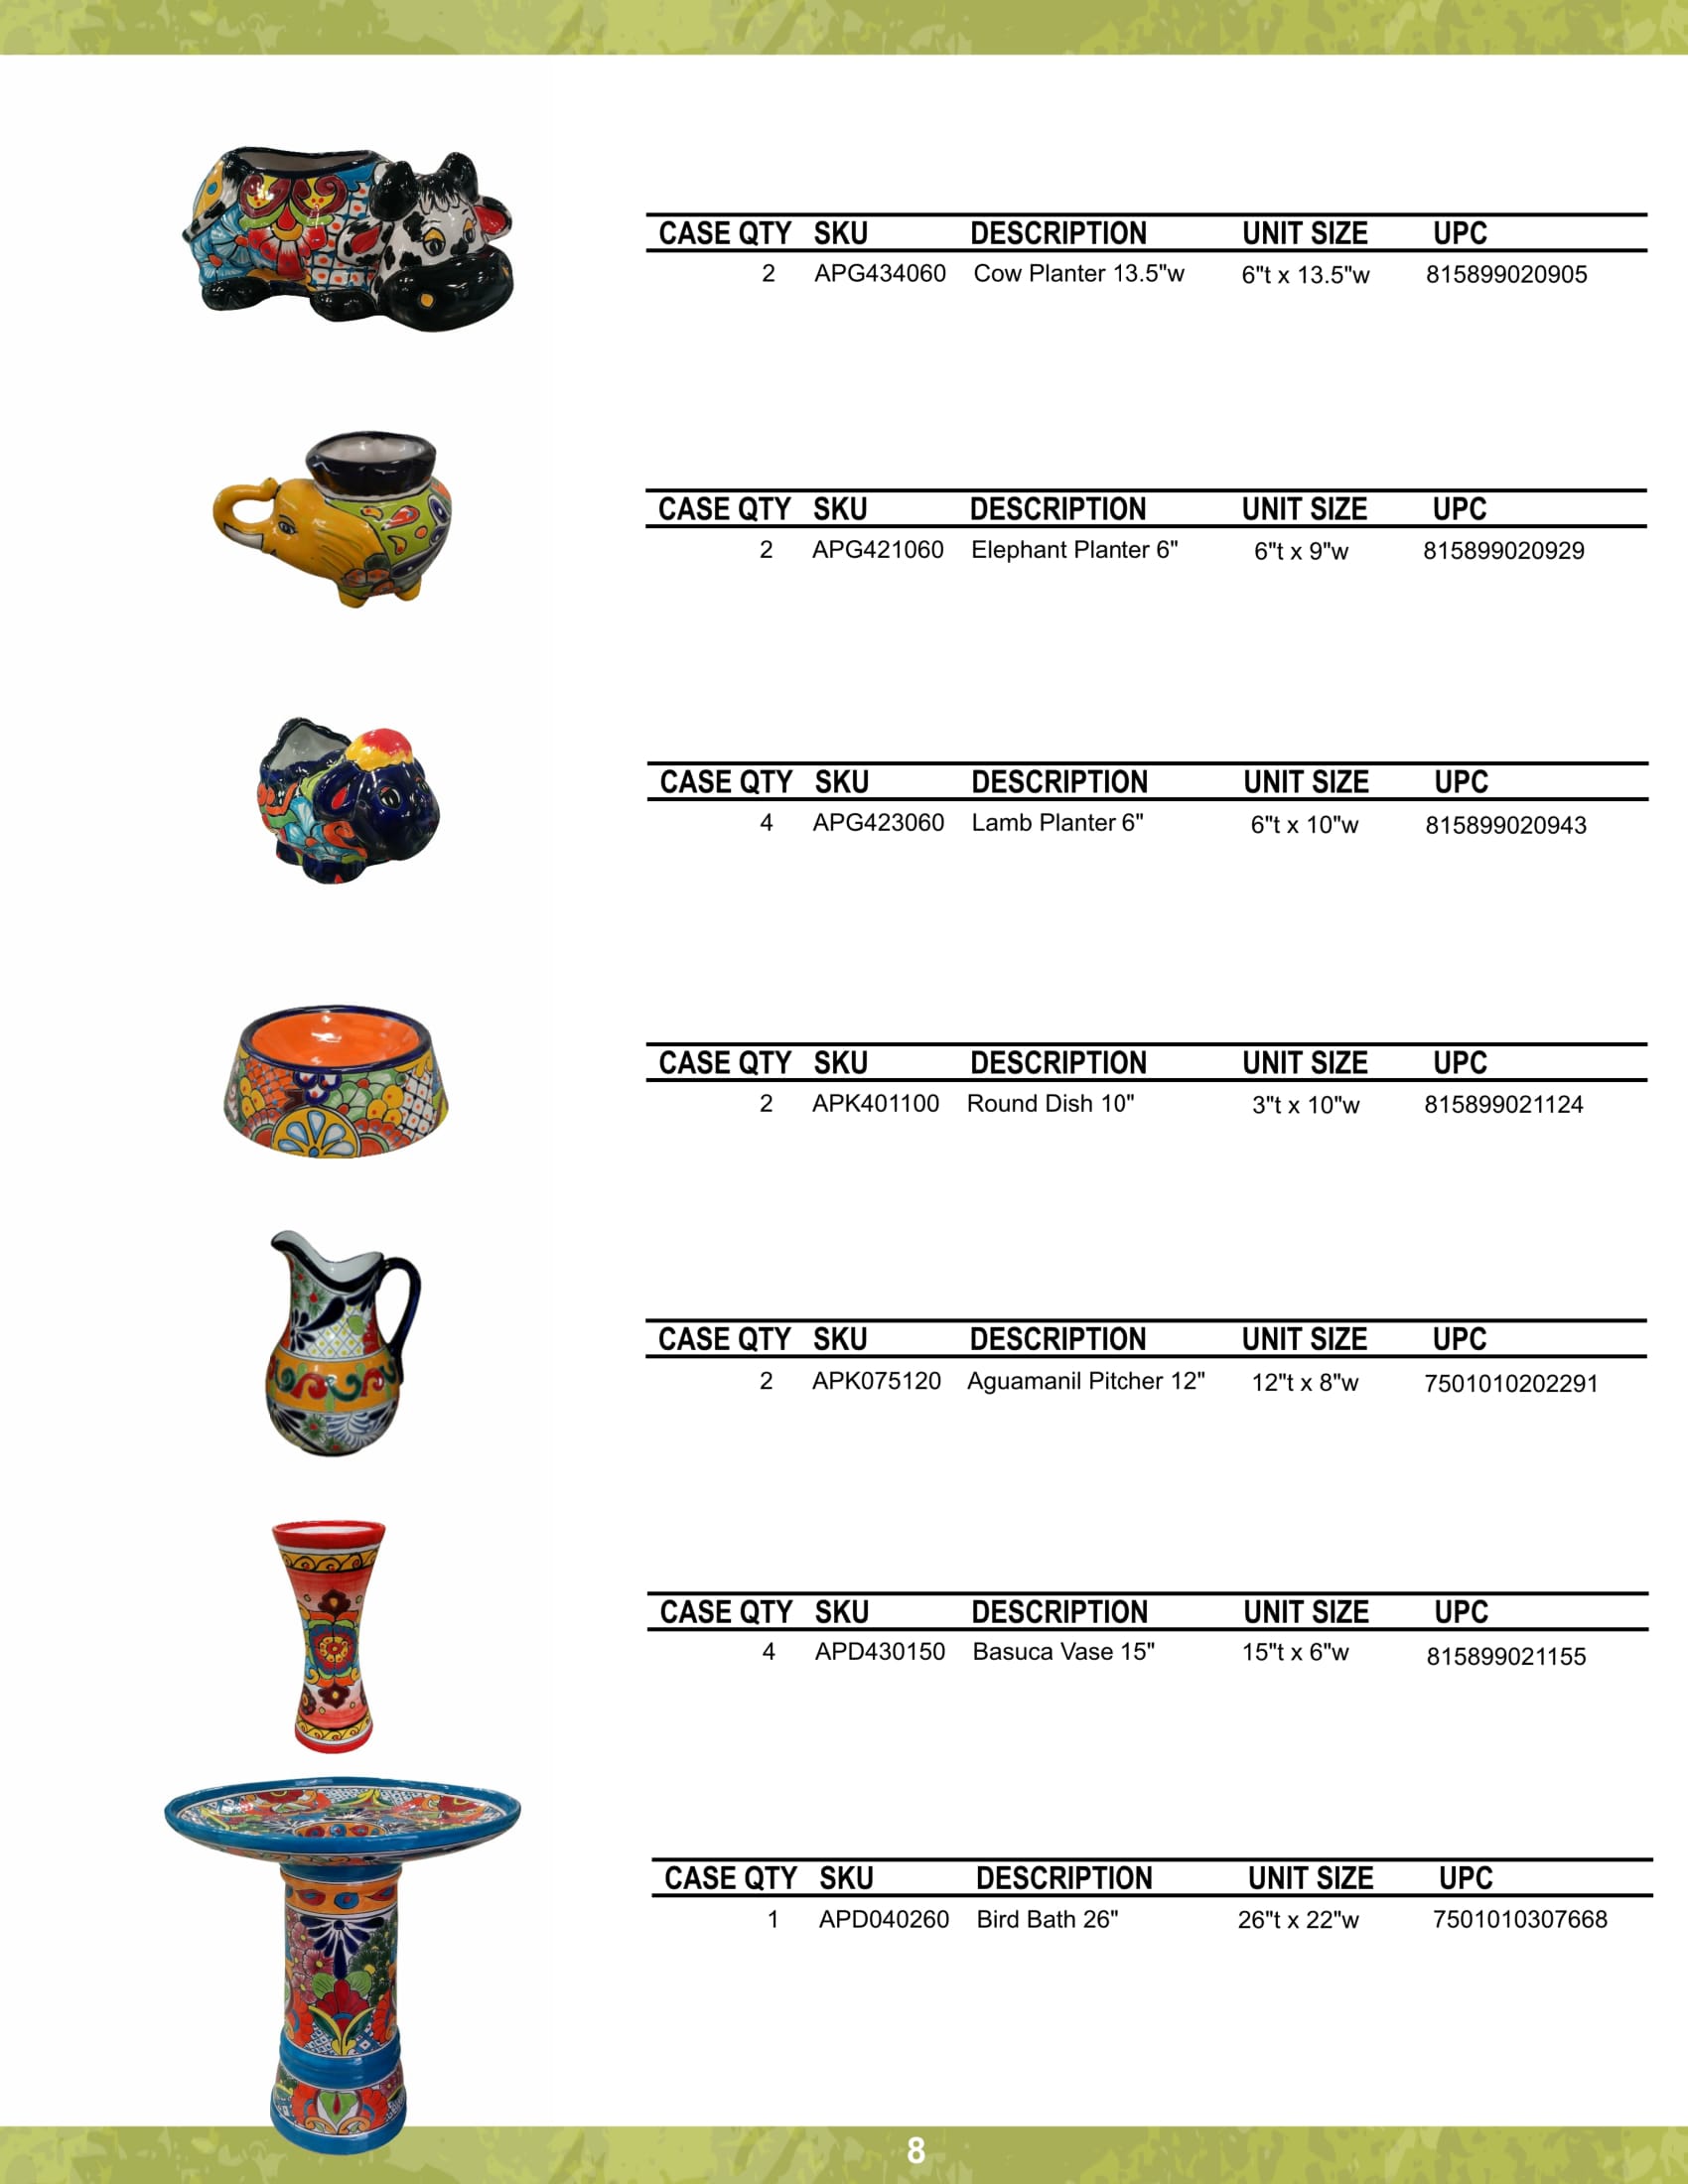 CASE QTY SKU DESCRIPTION UNIT SIZE UPC
2 APG434060 Cow Planter 13.5"w 6"t x 13.5"w 815899020905
CASE QTY SKU DESCRIPTION UNIT SIZE UPC
2 APG421060 Elephant Planter 6" 6"t x 9"w 815899020929
CASE QTY SKU DESCRIPTION UNIT SIZE UPC
4 APG423060 Lamb Planter 6" 6"t x 10"w 815899020943
CASE QTY SKU DESCRIPTION UNIT SIZE UPC
2 APK401100 Round Dish 10" 3"t x 10"w 815899021124
CASE QTY SKU DESCRIPTION UNIT SIZE UPC
2 APK075120 Aguamanil Pitcher 12" 12"t x 8"w 7501010202291
CASE QTY SKU DESCRIPTION UNIT SIZE UPC
4 APD430150 Basuca Vase 15" 15"t x 6"w 815899021155
CASE QTY SKU DESCRIPTION UNIT SIZE UPC
1 APD040260 Bird Bath 26" 26"t x 22"w 7501010307668
8